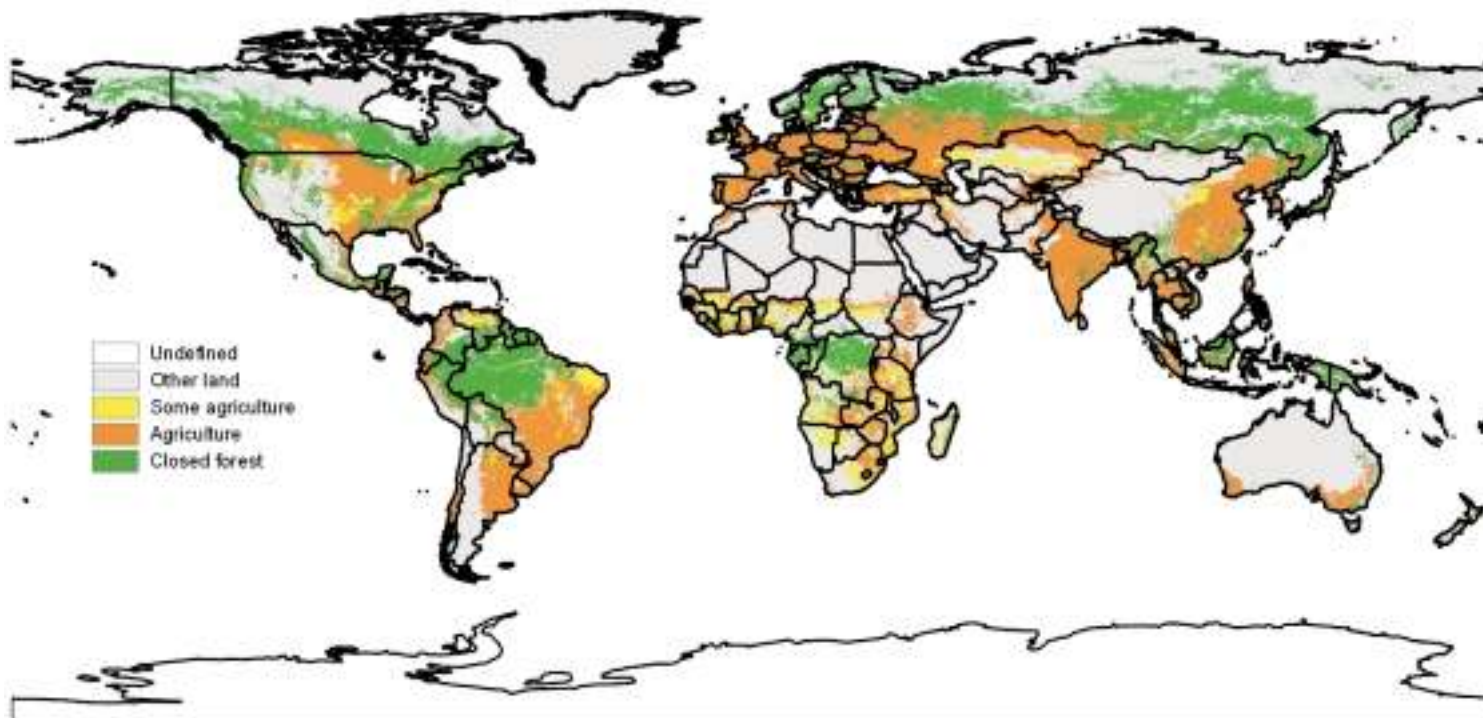 Undefined
Other land
Some agriculture
Agriculture
Closed forest